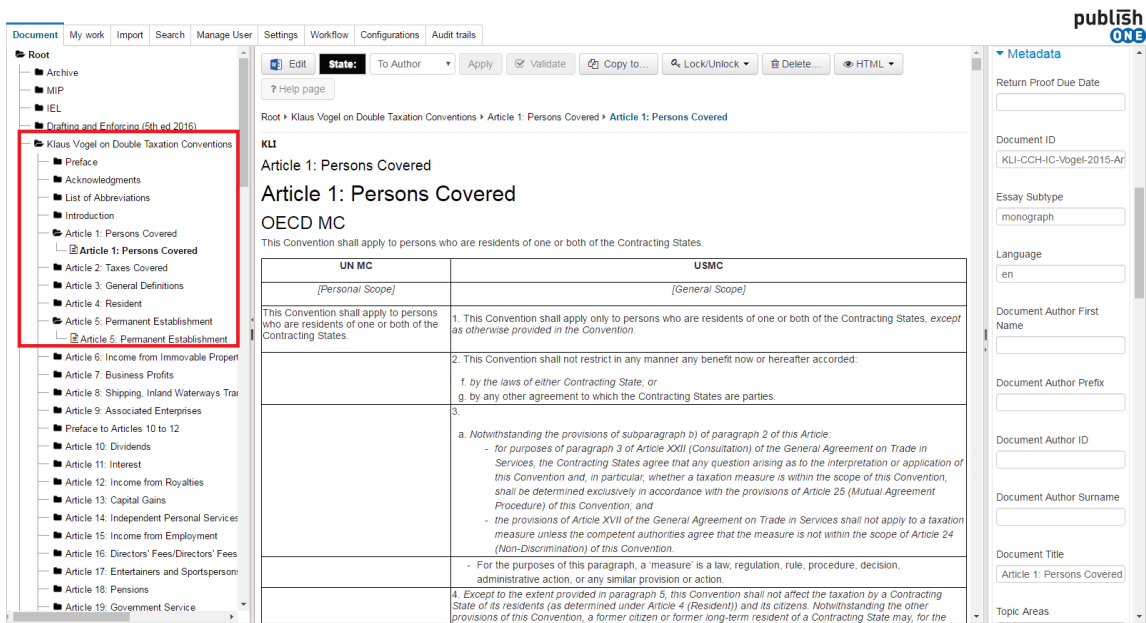 publish
ONE
Document My work Import Search Manage User Settings Workflow Configurations Audit trails
Root
Archive
MIP
IEL
Drafting and Enforcing (5th ed 2016)
Klaus Vogel on Double Taxation Conventions
Preface
Acknowledgments
List of Abbreviations
Introduction
Article 1: Persons Covered
Article 1: Persons Covered
Article 2: Taxes Covered
Article 3: General Definitions
Article 4: Resident
Article 5: Permanent Establishment
Article 5: Permanent Establishment
Article 6: Income from Immovable Propert
Article 7: Business Profits
Article 8: Shipping, Inland Waterways Tra
Article 9: Associated Enterprises
Preface to Articles 10 to 12
Article 10: Dividends
Article 11: Interest
Article 12: Income from Royalties
Article 13: Capital Gains
Article 14: Independent Personal Services
Article 15: Income from Employment
Article 16: Directors' Fees/Directors' Fees
Article 17: Entertainers and Sportsperson
Article 18: Pensions
Article 19: Government Service
Edit State: To Author Apply Validate Copy to... Lock/Unlock Delete... HTML
? Help page
Root Klaus Vogel on Double Taxation Conventions Article 1: Persons Covered Article 1: Persons Covered
KLI
Article 1: Persons Covered
Article 1: Persons Covered
OECD MC
This Convention shall apply to persons who are residents of one or both of the Contracting States.
UN MC USMC
[Personal Scope] [General Scope]
This Convention shall apply to persons
who are residents of one or both of the
Contracting States.
1. This Convention shall apply only to persons who are residents of one or both of the Contracting States, except
as otherwise provided in the Convention.
2. This Convention shall not restrict in any manner any benefit now or hereafter accorded:
f. by the laws of either Contracting State; or
g. by any other agreement to which the Contracting States are parties.
3.
a. Notwithstanding the provisions of subparagraph b) of paragraph 2 of this Article:
- for purposes of paragraph 3 of Article XXII (Consultation) of the General Agreement on Trade in
Services, the Contracting States agree that any question arising as to the interpretation or application of
this Convention and, in particular, whether a taxation measure is within the scope of this Convention,
shall be determined exclusively in accordance with the provisions of Article 25 (Mutual Agreement
Procedure) of this Convention; and
- the provisions of Article XVII of the General Agreement on Trade in Services shall not apply to a taxation
measure unless the competent authorities agree that the measure is not within the scope of Article 24
(Non-Discrimination) of this Convention.
- For the purposes of this paragraph, a 'measure' is a law, regulation, rule, procedure, decision,
administrative action, or any similar provision or action.
4. Except to the extent provided in paragraph 5, this Convention shall not affect the taxation by a Contracting
State of its residents (as determined under Article 4 (Resident)) and its citizens. Notwithstanding the other
provisions of this Convention, a former citizen or former long-term resident of a Contracting State may, for the
Metadata
Return Proof Due Date
Document ID
KLI-CCH-IC-Vogel-2015-Ar
Essay Subtype
monograph
Language
en
Document Author First
Name
Document Author Prefix
Document Author ID
Document Author Surname
Document Title
Article 1: Persons Covered
Topic Areas